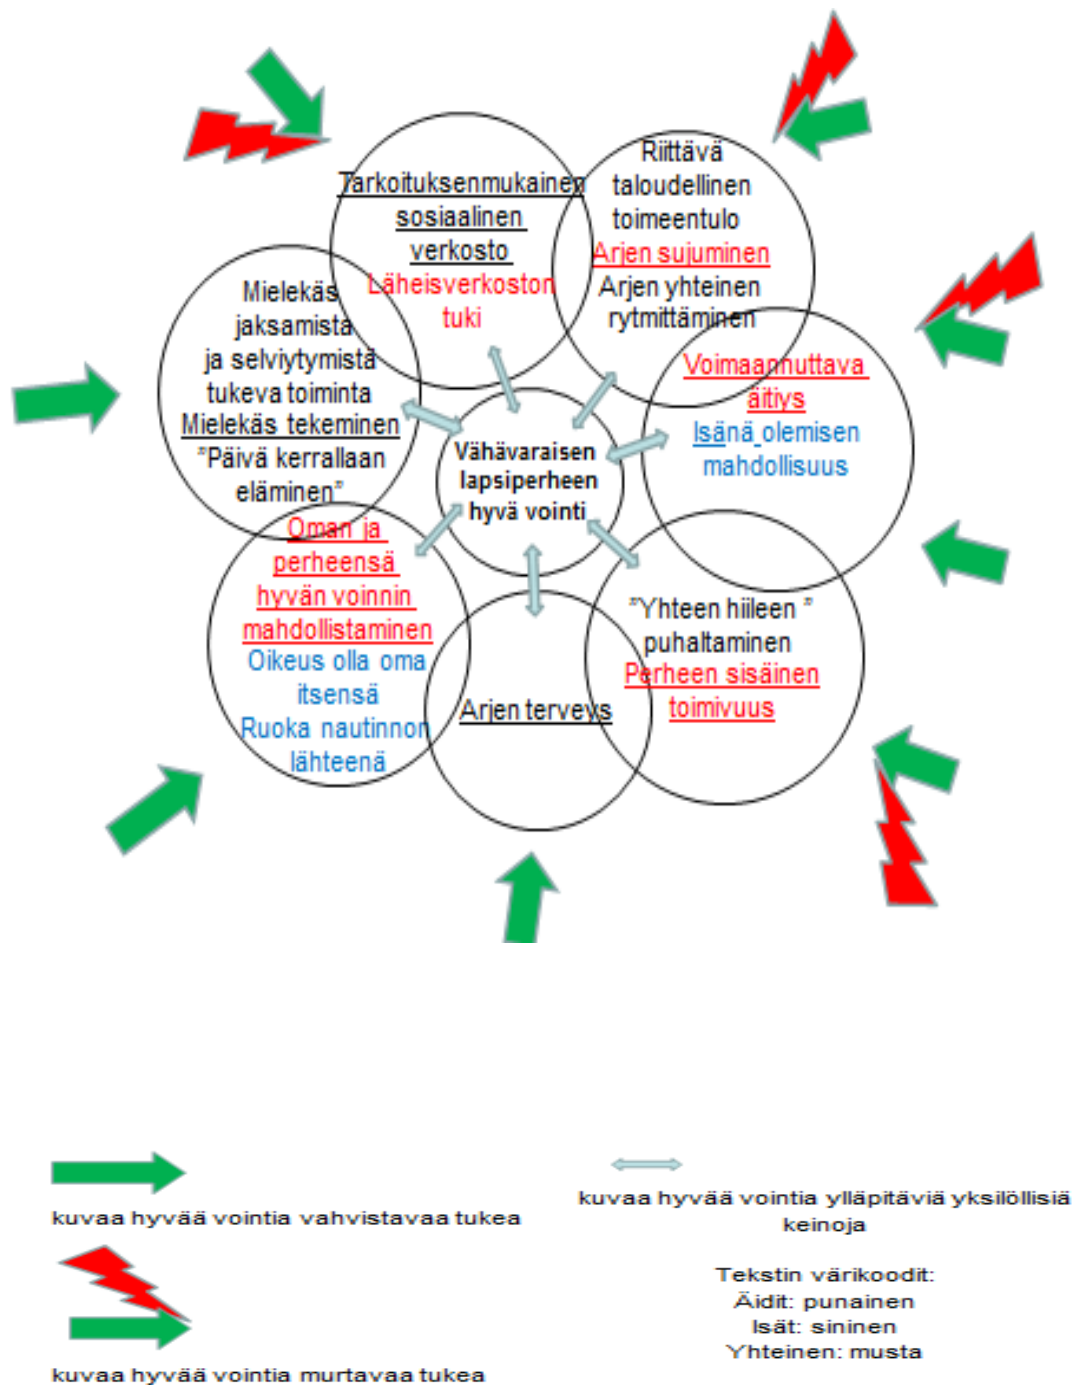 Tarkoituksenmukainen
sosiaalinen
verkosto
Läheisverkoston
tuki
Riittävä
taloudellinen
toimeentulo
Arjen sujuminen
Arjen yhteinen
rytmittäminen
Mielekäs
jaksamista
ja selviytymistä
tukeva toiminta
Mielekäs tekeminen
"Päivä kerrallaan
eläminen"
Voimaannuttava
äitiys
Isänä olemisen
mahdollisuus
Vähävaraisen
lapsiperheen
hyvä vointi
Oman ja
perheensä
hyvän voinnin
mahdollistaminen
Oikeus olla oma
itsensä
Ruoka nautinnon
lähteenä
Arjen terveys
"Yhteen hiileen "
puhaltaminen
Perheen sisäinen
toimivuus
kuvaa hyvää vointia vahvistavaa tukea
kuvaa hyvää vointia murtavaa tukea
kuvaa hyvää vointia ylläpitäviä yksilöllisiä
keinoja
Tekstin värikoodit:
Äidit: punainen
Isät: sininen
Yhteinen: musta